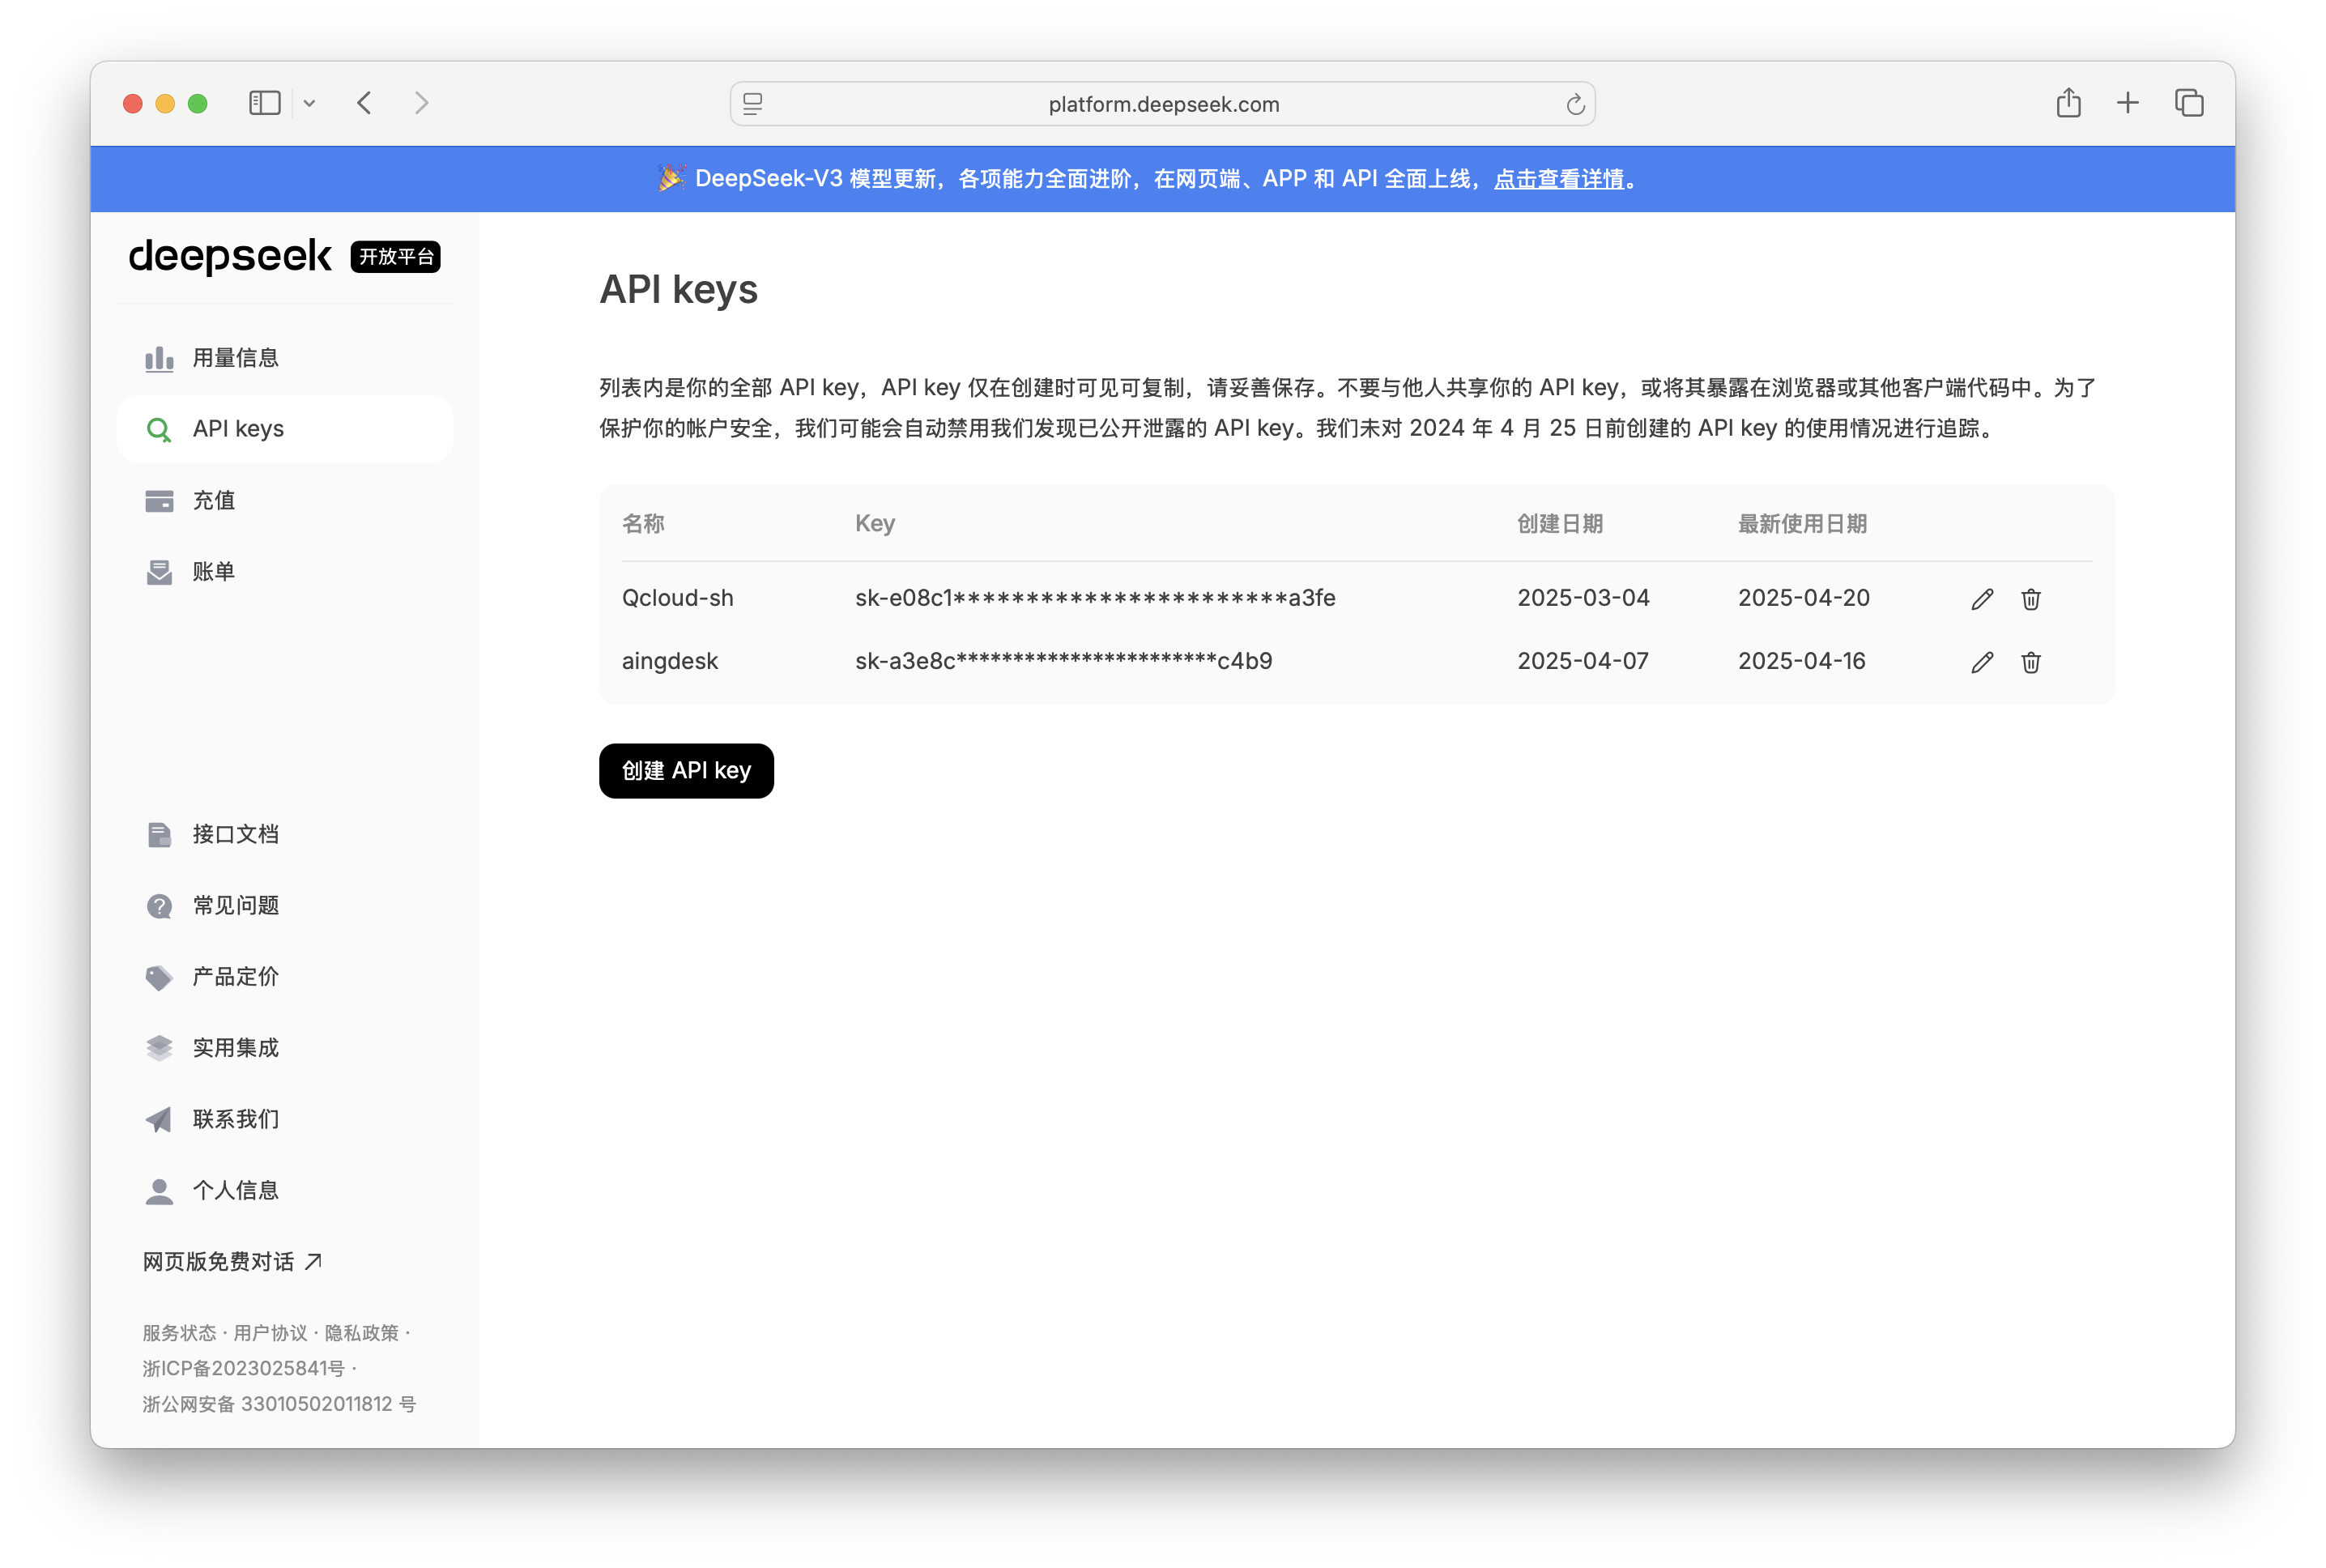 platform.deepseek.com
🎉 DeepSeek-V3 模型更新，各项能力全面进阶，在网页端、APP 和 API 全面上线，点击查看详情。
deepseek 开放平台
用量信息
API keys
充值
账单
接口文档
常见问题
产品定价
实用集成
联系我们
个人信息
网页版免费对话
服务状态 · 用户协议 · 隐私政策 ·
浙ICP备2023025841号 ·
浙公网安备 33010502011812 号
API keys
列表内是你的全部 API key，API key 仅在创建时可见可复制，请妥善保存。不要与他人共享你的 API key，或将其暴露在浏览器或其他客户端代码中。为了
保护你的帐户安全，我们可能会自动禁用我们发现已公开泄露的 API key。我们未对 2024 年 4 月 25 日前创建的 API key 的使用情况进行追踪。
名称 Key 创建日期 最新使用日期
Qcloud-sh sk-e08c1***********************a3fe 2025-03-04 2025-04-20
aingdesk sk-a3e8c***********************c4b9 2025-04-07 2025-04-16
创建 API key